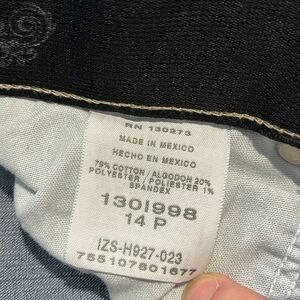 RN 130273
MADE IN MEXICO
HECHO EN MEXICO
79% COTTON / ALGODON 20%
POLYESTER / POLIESTER 1%
SPANDEX
1301998
14 P
IZS-H927-023
755107801677